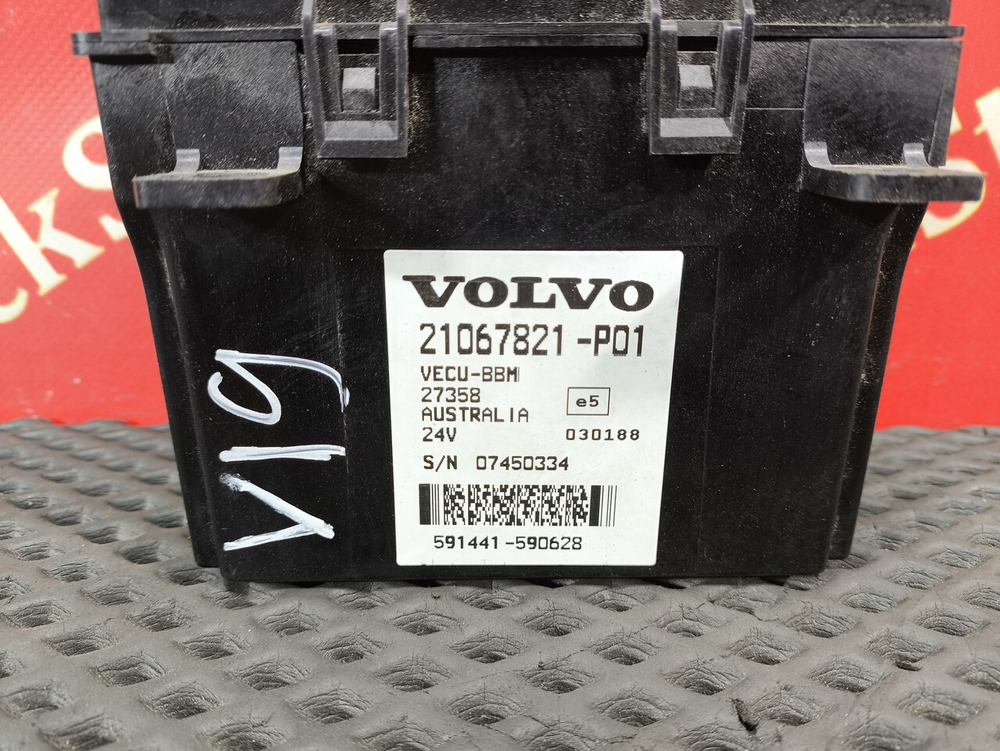 VOLVO
21067821-P01
VECU-BBM
27358
AUSTRALIA
e5
24V
030188
S/N 07450334
591441-590628
V19